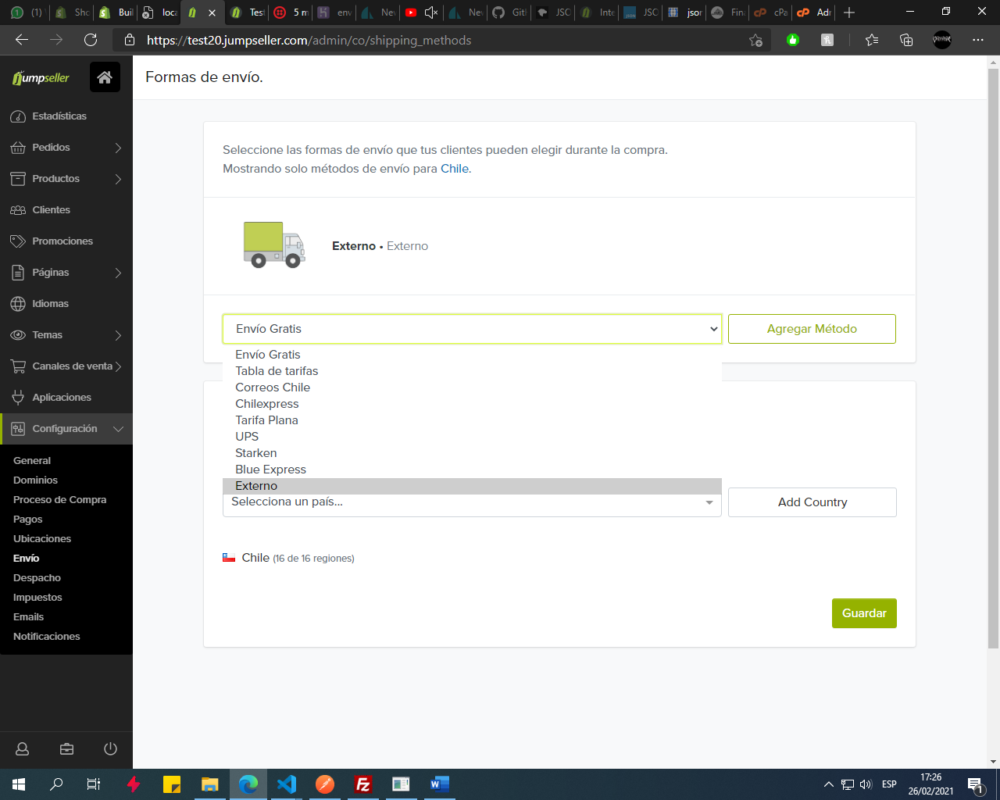 (1)
Sho
Buil
loca
Test
5 m
env
Nev
Nev
Gith
JSC
Inte
JSC
jsor
Fin
cPa
Adr
https://test20.jumpseller.com/admin/co/shipping_methods
jumpseller
Formas de envío.
Estadísticas
Pedidos
Productos
Clientes
Promociones
Páginas
Idiomas
Temas
Canales de venta
Aplicaciones
Configuración
General
Dominios
Proceso de Compra
Pagos
Ubicaciones
Envío
Despacho
Impuestos
Emails
Notificaciones
Seleccione las formas de envío que tus clientes pueden elegir durante la compra.
Mostrando solo métodos de envío para Chile.
Externo • Externo
Envío Gratis
Agregar Método
Envío Gratis
Tabla de tarifas
Correos Chile
Chilexpress
Tarifa Plana
UPS
Starken
Blue Express
Externo
Selecciona un país...
Add Country
Chile (16 de 16 regiones)
Guardar
ESP
17:26
26/02/2021
1